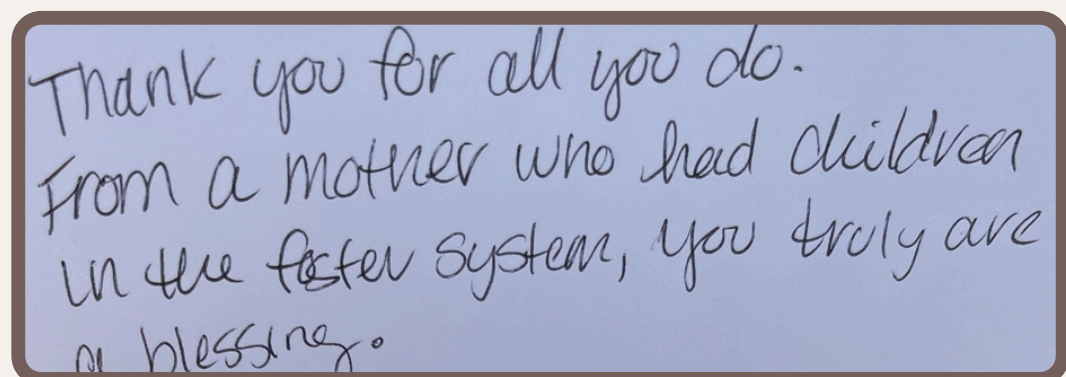 Thank you for all you do.
From a mother who had children
in the foster system, you truly are
a blessing.